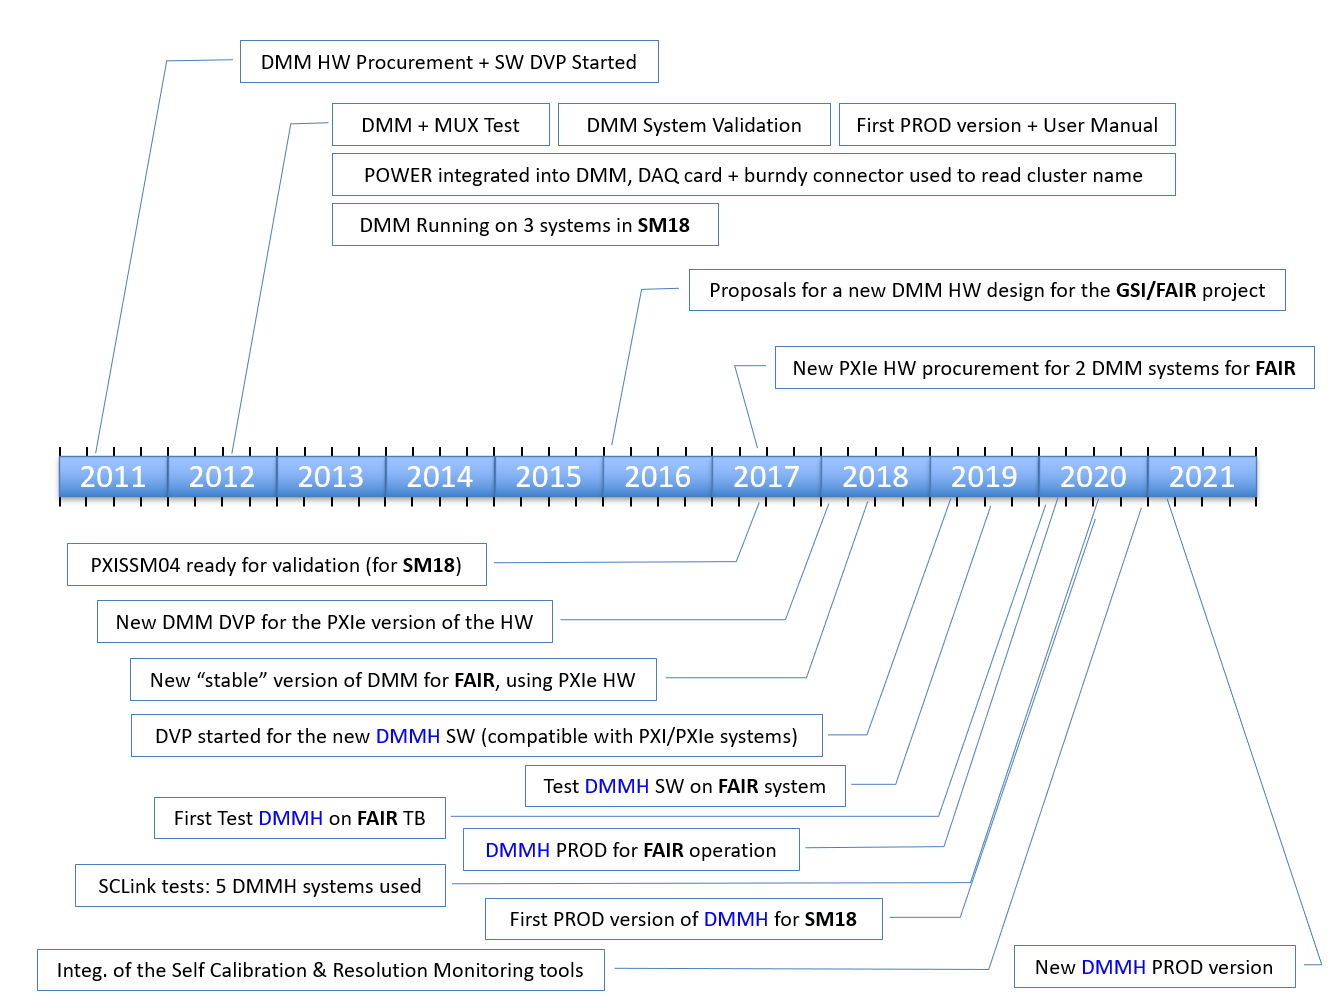 DMM HW Procurement + SW DVP Started
DMM + MUX Test
DMM System Validation
First PROD version + User Manual
POWER integrated into DMM, DAQ card + burndy connector used to read cluster name
DMM Running on 3 systems in SM18
Proposals for a new DMM HW design for the GSI/FAIR project
New PXIe HW procurement for 2 DMM systems for FAIR
2011 2012 2013 2014 2015 2016 2017 2018 2019 2020 2021
PXISSM04 ready for validation (for SM18)
New DMM DVP for the PXIe version of the HW
New “stable” version of DMM for FAIR, using PXIe HW
DVP started for the new DMMH SW (compatible with PXI/PXIe systems)
Test DMMH SW on FAIR system
First Test DMMH on FAIR TB
DMMH PROD for FAIR operation
SCLink tests: 5 DMMH systems used
First PROD version of DMMH for SM18
Integ. of the Self Calibration & Resolution Monitoring tools
New DMMH PROD version